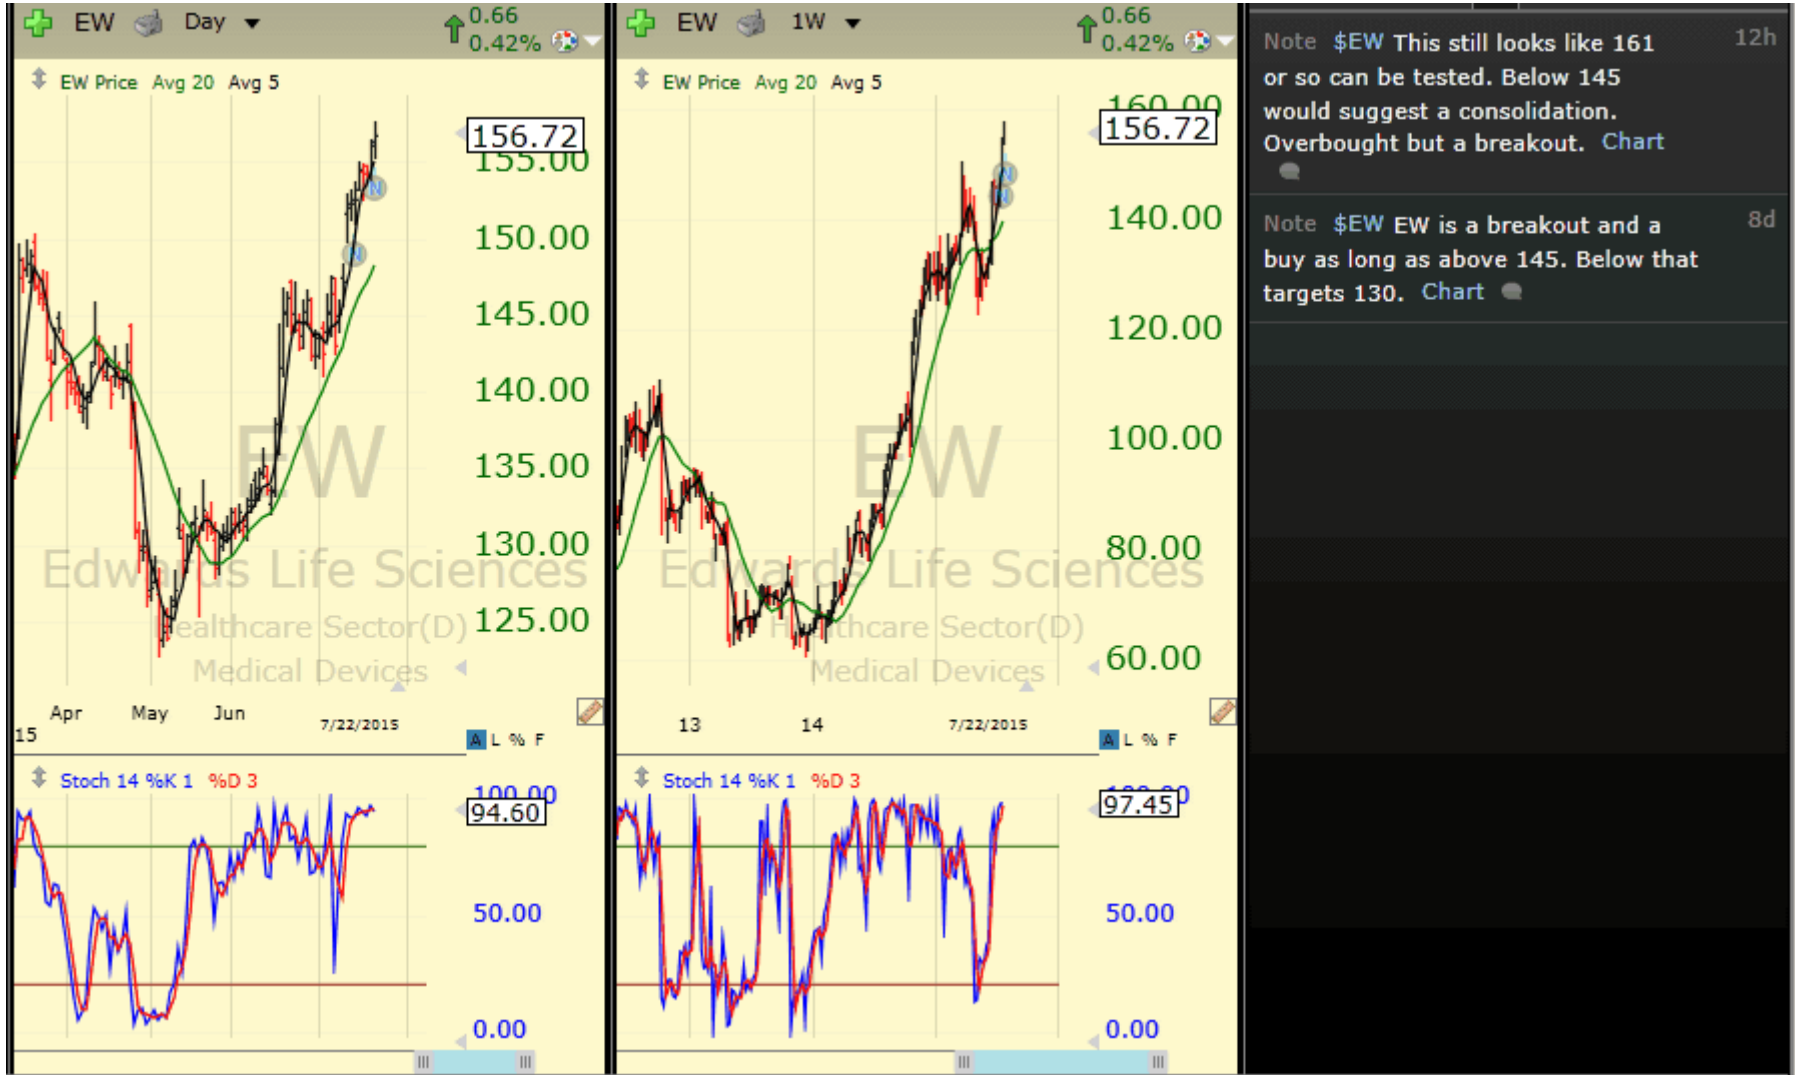 EW Day 0.66
0.42%
EW Price Avg 20 Avg 5
156.72
155.00
150.00
145.00
140.00
135.00
130.00
125.00
EW
Edwards Life Sciences
Healthcare Sector(D)
Medical Devices
Apr May Jun 7/22/2015
15
A L % F
Stoch 14 %K 1 %D 3
100.00
94.60
50.00
0.00
EW 1W 0.66
0.42%
EW Price Avg 20 Avg 5
160.00
156.72
N
N
140.00
120.00
100.00
80.00
60.00
EW
Edwards Life Sciences
Healthcare Sector(D)
Medical Devices
13 14 7/22/2015
A L % F
Stoch 14 %K 1 %D 3
100.00
97.45
50.00
0.00
N
N
Note $EW This still looks like 161 12h
or so can be tested. Below 145
would suggest a consolidation.
Overbought but a breakout. Chart
Note $EW EW is a breakout and a 8d
buy as long as above 145. Below that
targets 130. Chart